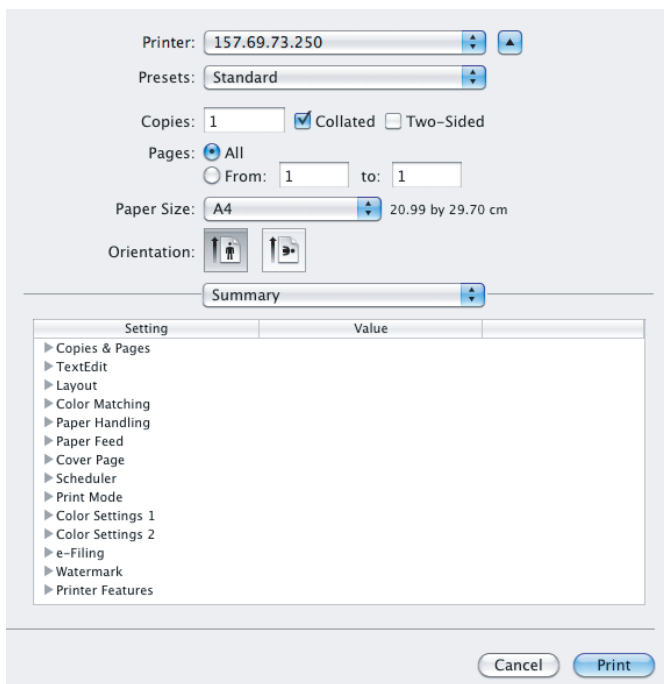 Printer: 157.69.73.250
Presets: Standard
Copies: 1 Collated Two-Sided
Pages: All
From: 1 to: 1
Paper Size: A4 20.99 by 29.70 cm
Orientation:
Summary
Setting Value
Copies & Pages
TextEdit
Layout
Color Matching
Paper Handling
Paper Feed
Cover Page
Scheduler
Print Mode
Color Settings 1
Color Settings 2
e-Filing
Watermark
Printer Features
Cancel Print